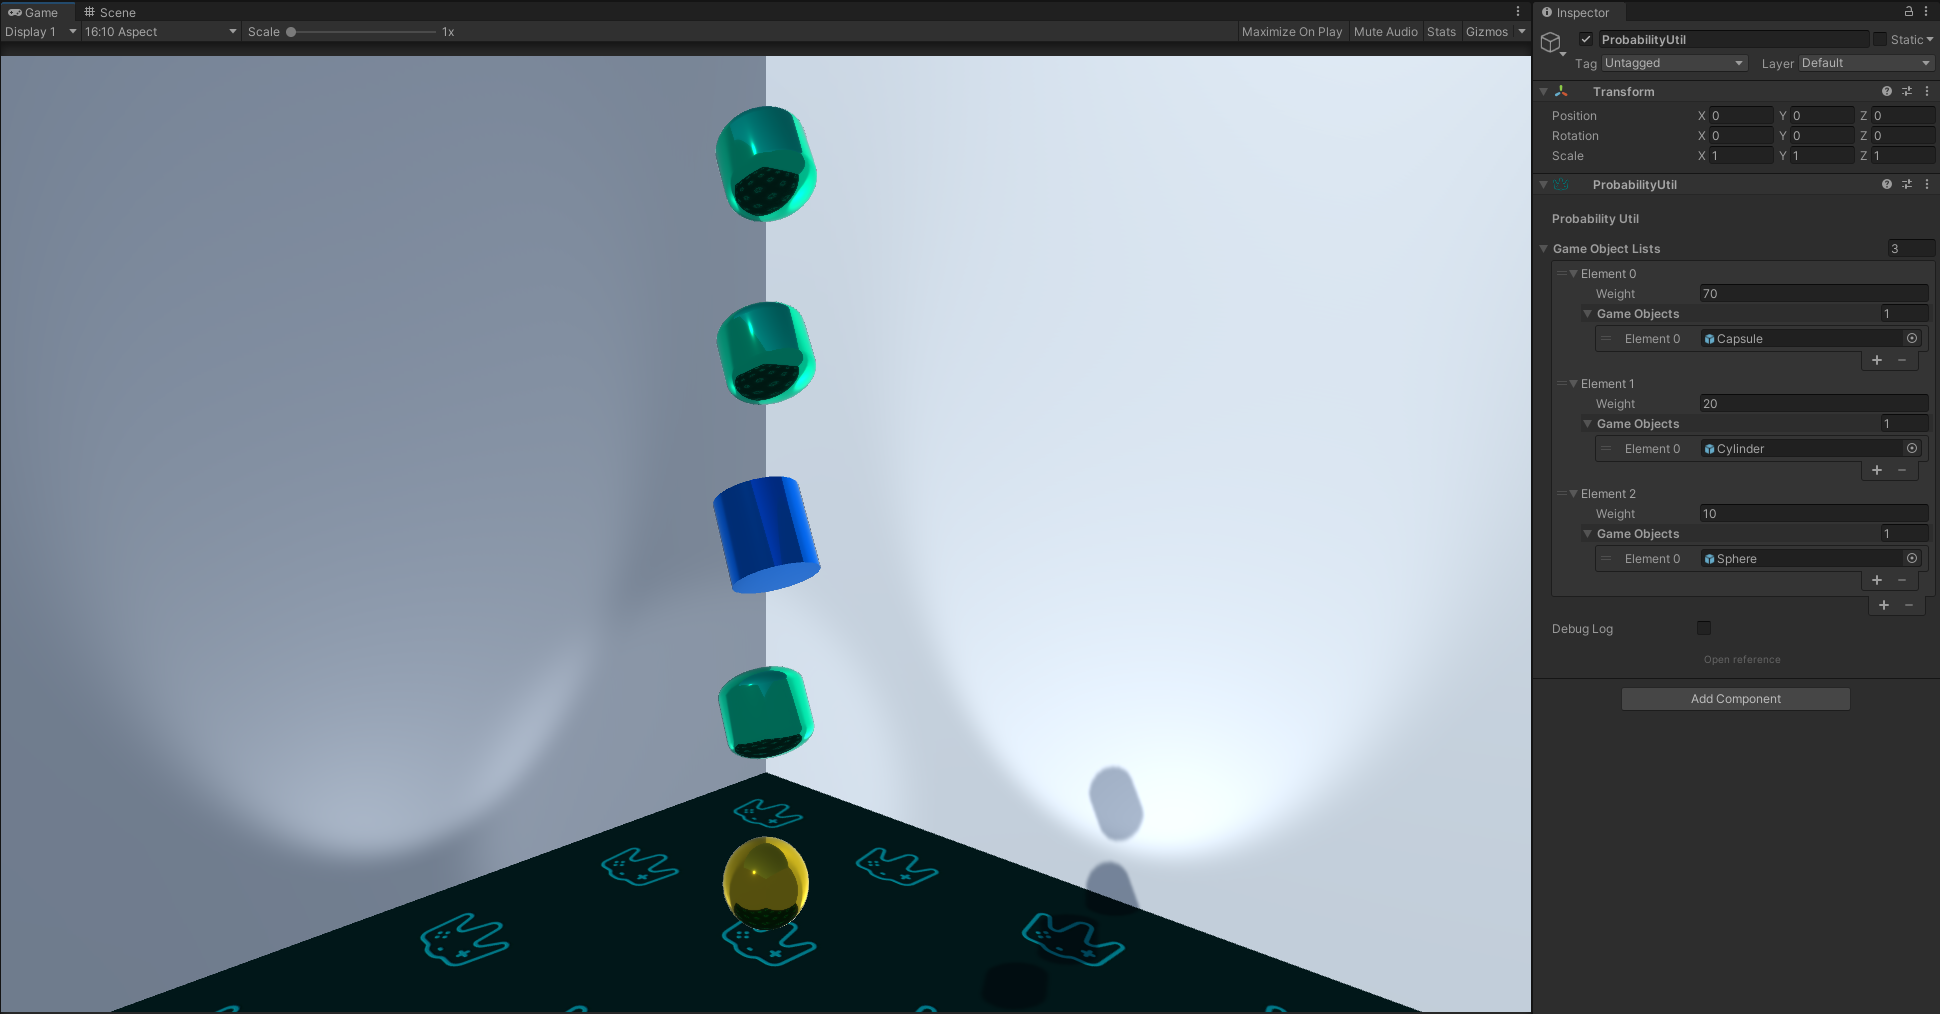 Game
Scene
Display 1
16:10 Aspect
Scale
1x
Maximize On Play
Mute Audio
Stats
Gizmos
Inspector
ProbabilityUtil
Static
Tag
Untagged
Layer
Default
Transform
Position X 0 Y 0 Z 0
Rotation X 0 Y 0 Z 0
Scale X 1 Y 1 Z 1
ProbabilityUtil
Probability Util
Game Object Lists 3
Element 0
Weight 70
Game Objects 1
Element 0 Capsule
+ −
Element 1
Weight 20
Game Objects 1
Element 0 Cylinder
+ −
Element 2
Weight 10
Game Objects 1
Element 0 Sphere
+ −
+ −
Debug Log
Open reference
Add Component